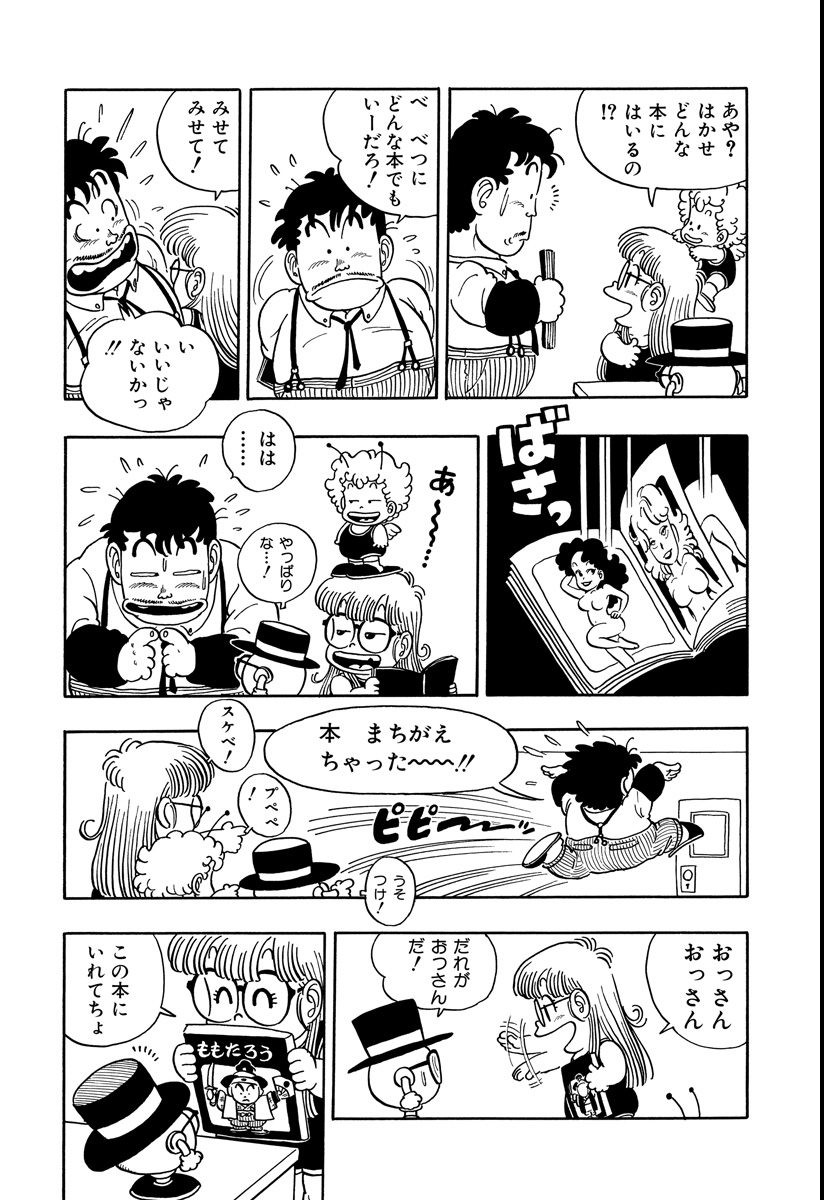 あや?
はかせ
どんな
本に
はいるの
!?
べ べつに
どんな本でも
いーだろ!
みせて
みせて!
い
いいじゃ
ないかっ
!!
ばさっ
あ〜〜〜…
はは
……
やっぱり
な…!
本 まちがえ
ちゃった〜〜〜!!
ピピ〜〜
スケベ!
プペペ
!
うそ
つけ!
おっさん
おっさん
だれが
おっさん
だ!
この本に
いれてちょ
ももたろう